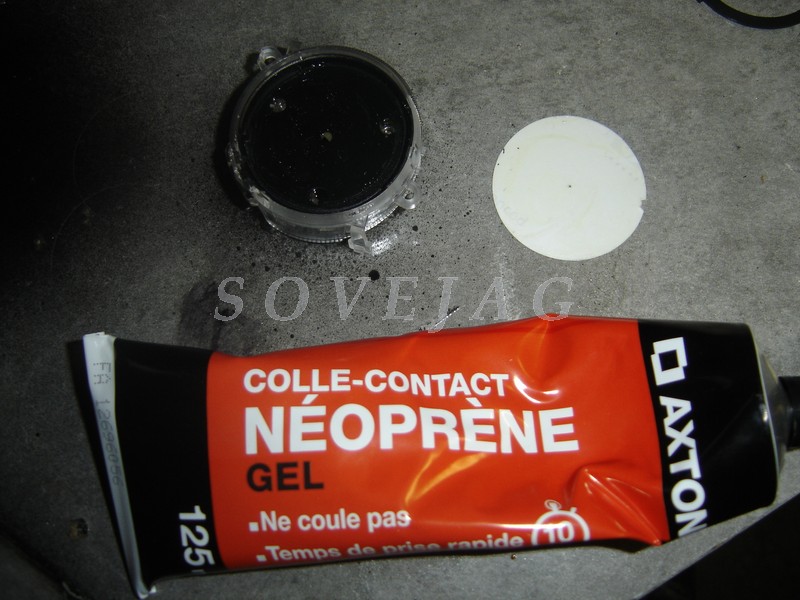 SOVEJAG
COLLE-CONTACT
NÉOPRÈNE
GEL
Ne coule pas
Temps de prise rapide
10
AXTON
125